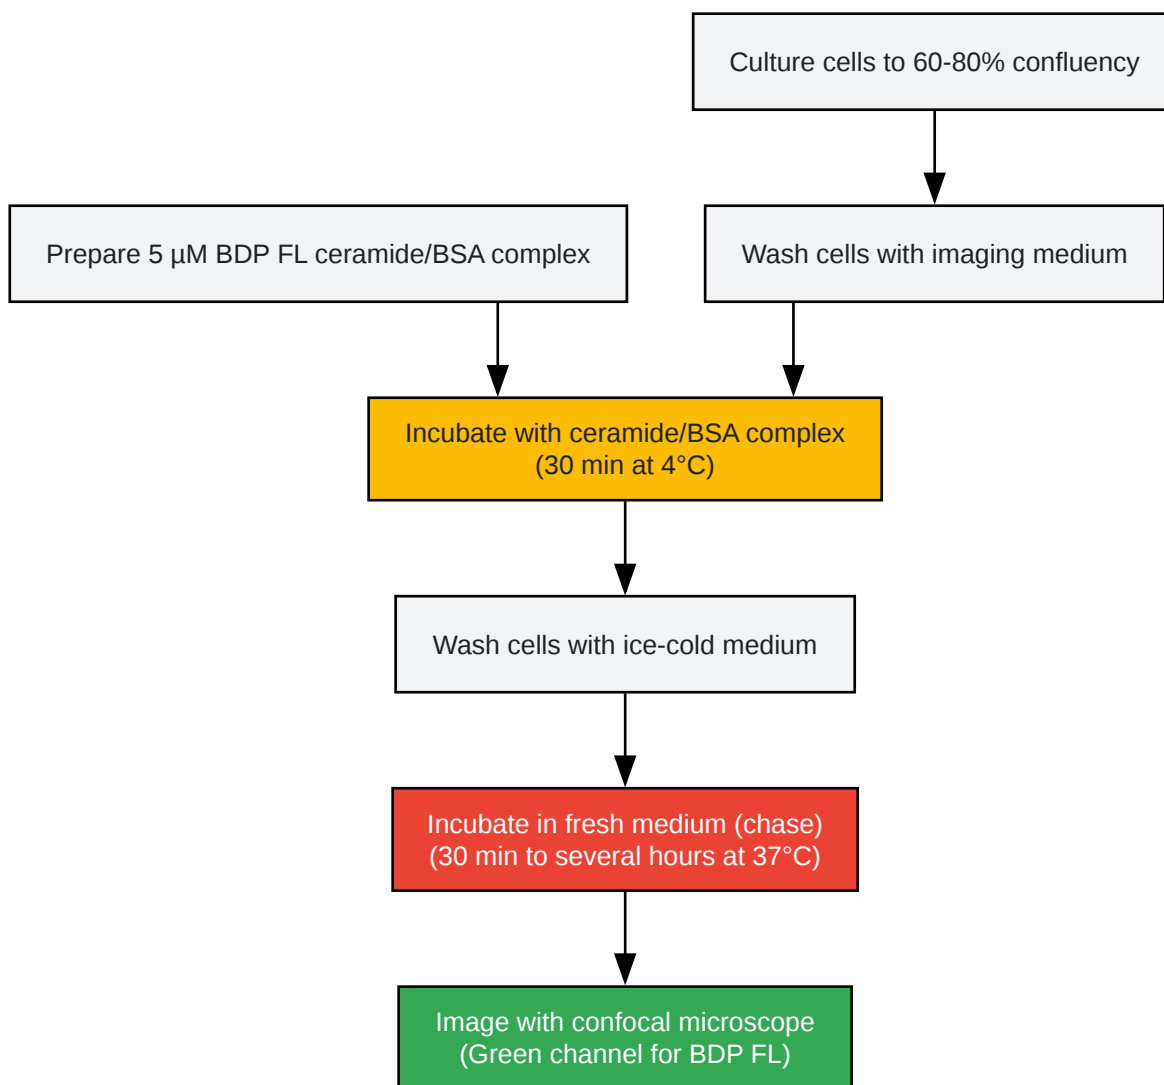 Culture cells to 60-80% confluency
Prepare 5 µM BDP FL ceramide/BSA complex
Wash cells with imaging medium
Incubate with ceramide/BSA complex
(30 min at 4°C)
Wash cells with ice-cold medium
Incubate in fresh medium (chase)
(30 min to several hours at 37°C)
Image with confocal microscope
(Green channel for BDP FL)